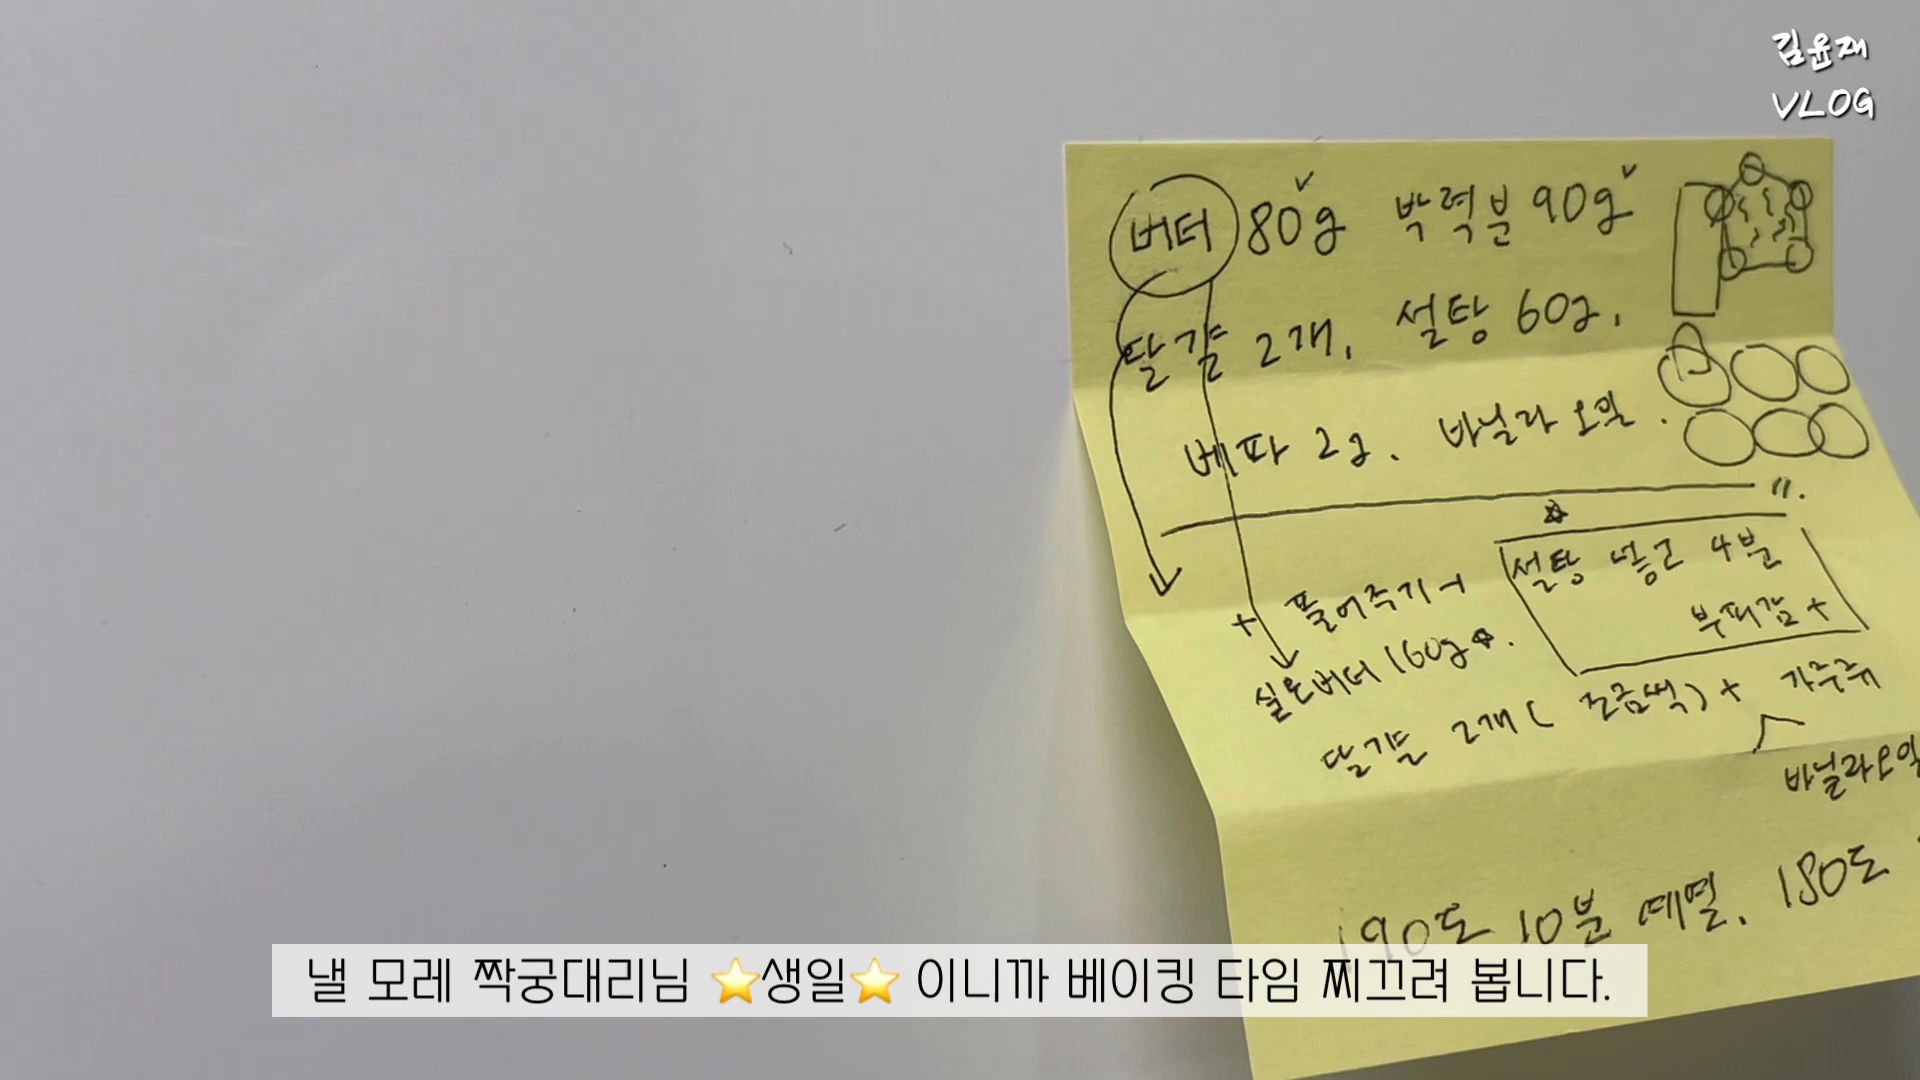 김윤재
VLOG
버터 80g 박력분 90g
달걀 2개. 설탕 60g.
베파 2g. 바닐라오일.
설탕 넣고 4분
부피감 +
+ 풀어주기
실온버터 160g
달걀 2개 (조금씩) +
바닐라오일
190도 10분 예열. 180도
낼 모레 짝궁대리님 ⭐생일⭐ 이니까 베이킹 타임 찌끄려 봅니다.